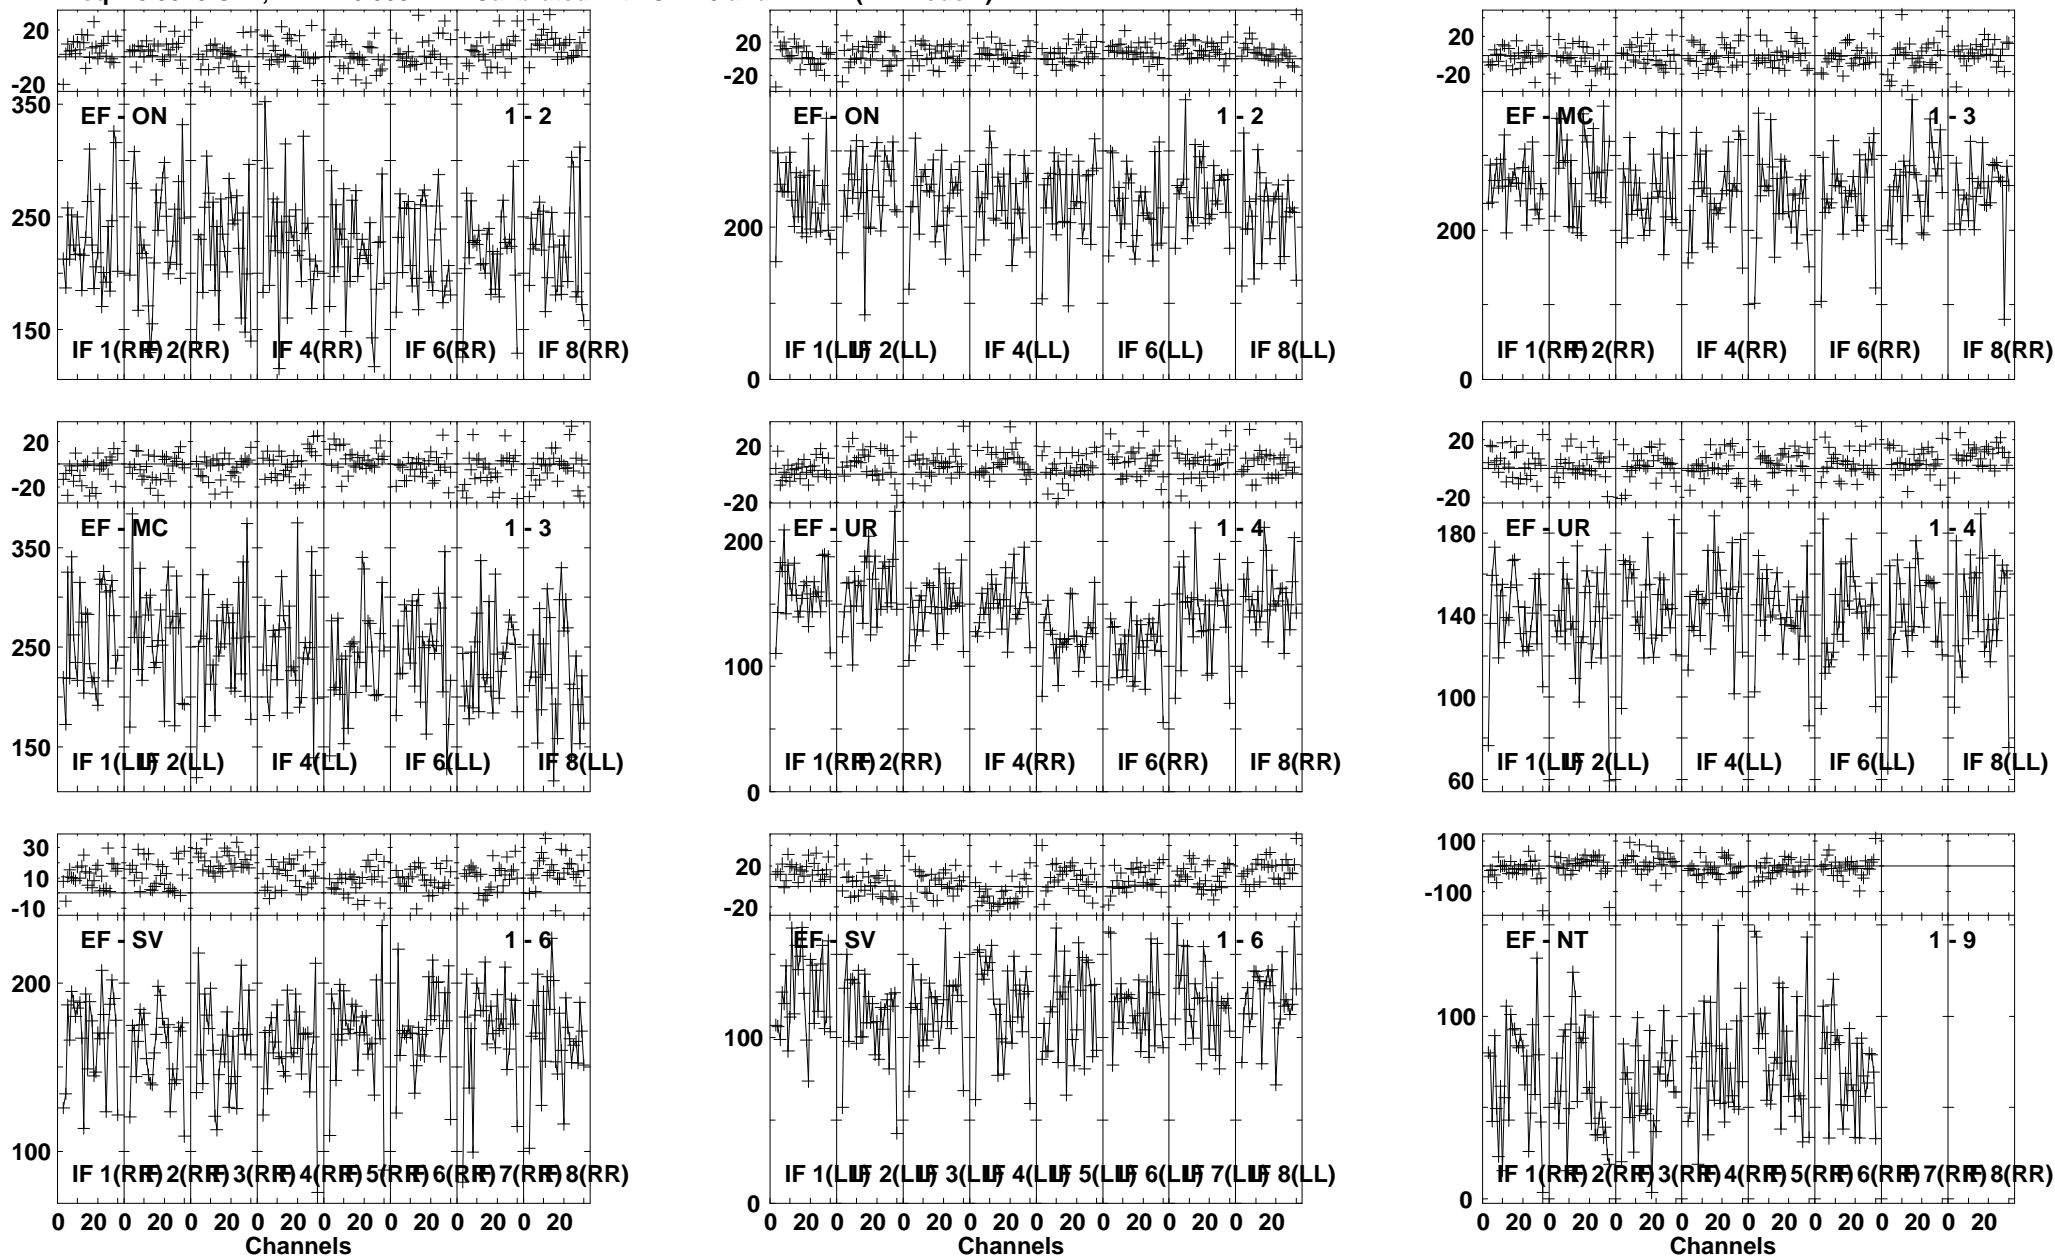 20
-20
350
250
150
EF - ON
1 - 2
IF 1(RR)
2(RR)
IF 4(RR)
IF 6(RR)
IF 8(RR)
20
-20
200
0
EF - ON
1 - 2
IF 1(LL)
2(LL)
IF 4(LL)
IF 6(LL)
IF 8(LL)
20
-20
200
0
EF - MC
1 - 3
IF 1(RR)
2(RR)
IF 4(RR)
IF 6(RR)
IF 8(RR)
20
-20
350
250
150
EF - MC
1 - 3
IF 1(LL)
2(LL)
IF 4(LL)
IF 6(LL)
IF 8(LL)
20
-20
200
100
0
EF - UR
1 - 4
IF 1(RR)
2(RR)
IF 4(RR)
IF 6(RR)
IF 8(RR)
20
-20
180
140
100
60
EF - UR
1 - 4
IF 1(LL)
2(LL)
IF 4(LL)
IF 6(LL)
IF 8(LL)
30
10
-10
200
100
EF - SV
1 - 6
IF 1(RR)
2(RR)
3(RR)
4(RR)
5(RR)
6(RR)
7(RR)
8(RR)
0 20 0 20 0 20 0 20 0 20 0 20 0 20 0 20
Channels
20
-20
100
0
EF - SV
1 - 6
IF 1(LL)
2(LL)
3(LL)
4(LL)
5(LL)
6(LL)
7(LL)
8(LL)
0 20 0 20 0 20 0 20 0 20 0 20 0 20 0 20
Channels
100
-100
100
0
EF - NT
1 - 9
IF 1(RR)
2(RR)
3(RR)
4(RR)
5(RR)
6(RR)
7(RR)
8(RR)
0 20 0 20 0 20 0 20 0 20 0 20 0 20 0 20
Channels